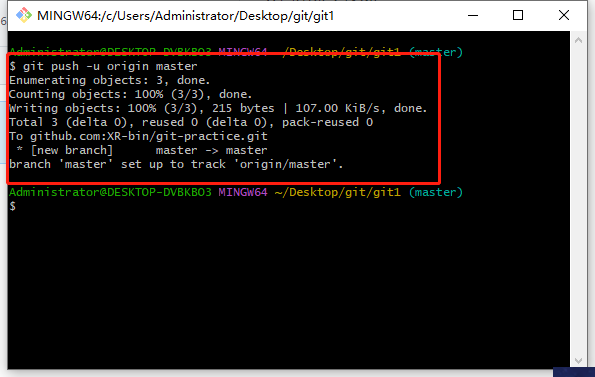 MINGW64:/c/Users/Administrator/Desktop/git/git1
Administrator@DESKTOP-DVBKBO3 MINGW64 ~/Desktop/git/git1 (master)
$ git push -u origin master
Enumerating objects: 3, done.
Counting objects: 100% (3/3), done.
Writing objects: 100% (3/3), 215 bytes | 107.00 KiB/s, done.
Total 3 (delta 0), reused 0 (delta 0), pack-reused 0
To github.com:XR-bin/git-practice.git
 * [new branch]      master -> master
branch 'master' set up to track 'origin/master'.
Administrator@DESKTOP-DVBKBO3 MINGW64 ~/Desktop/git/git1 (master)
$